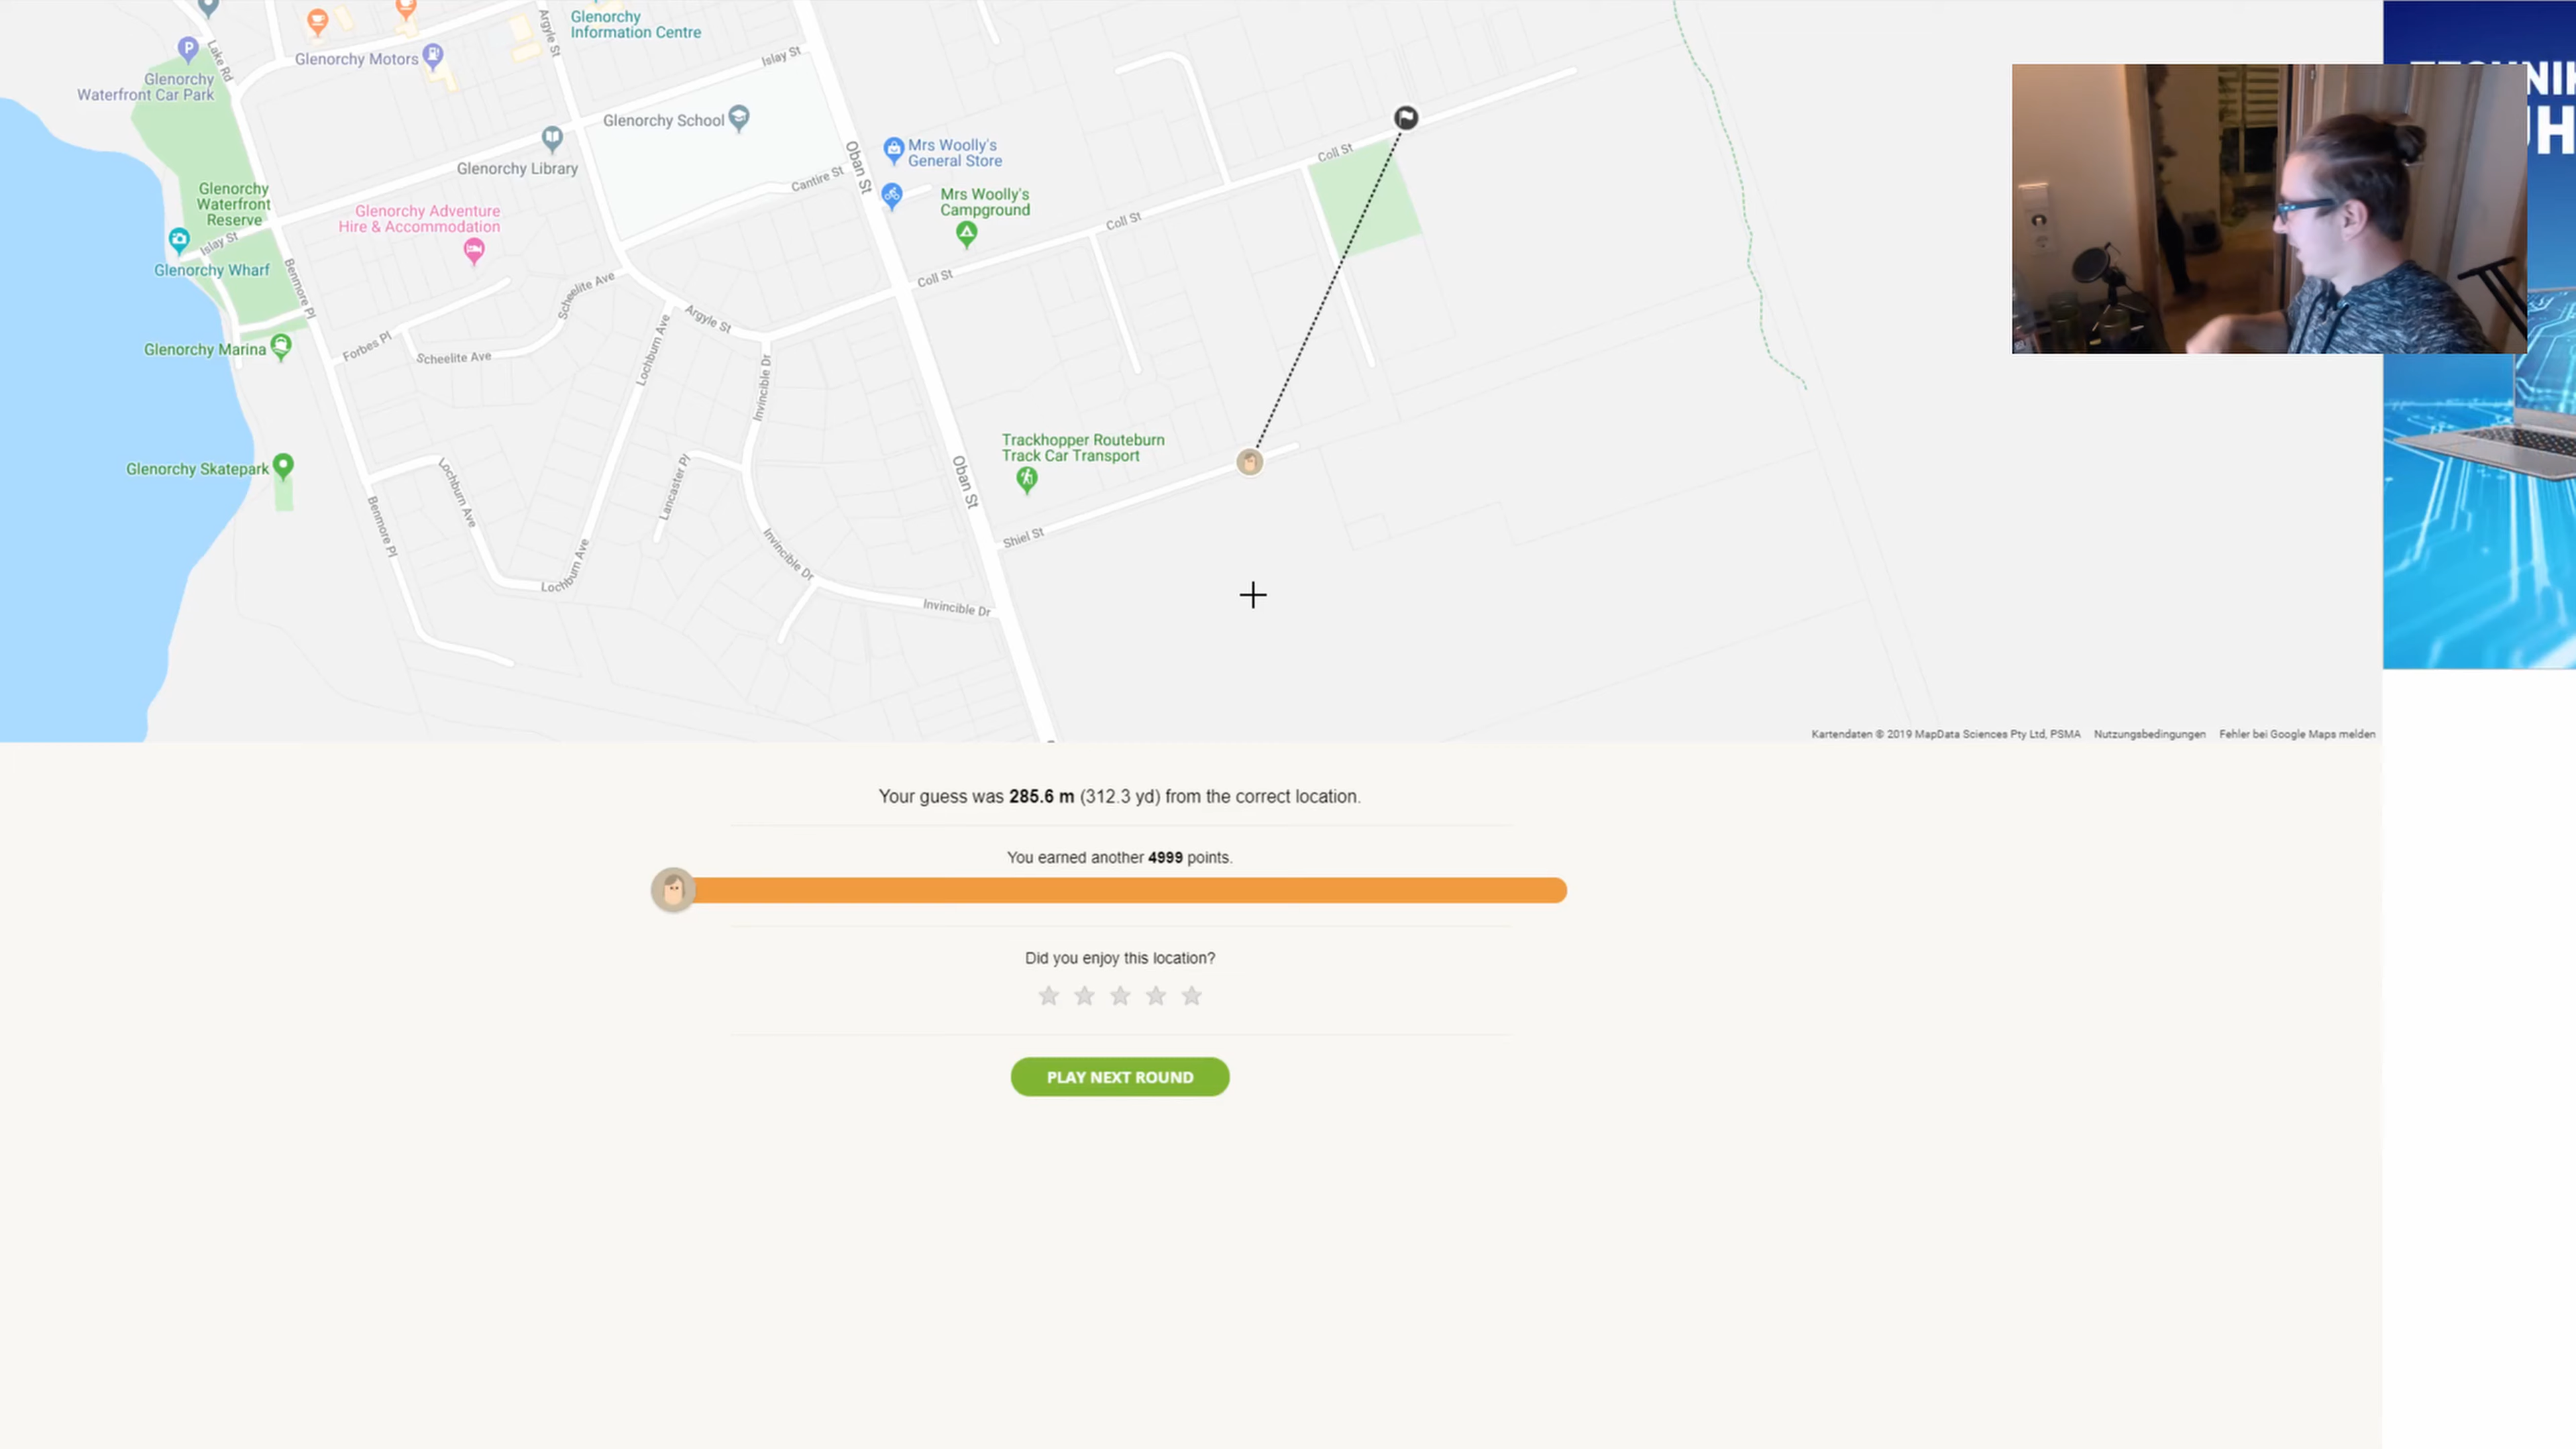 Glenorchy
Information Centre
Argyle St
Lake Rd
Glenorchy Motors
Islay St
Glenorchy
Waterfront Car Park
Glenorchy School
Oban St
Mrs Woolly's
General Store
Coll St
Glenorchy Library
Cantire St
Glenorchy
Waterfront
Reserve
Mrs Woolly's
Campground
Glenorchy Adventure
Hire & Accommodation
Coll St
Islay St
Glenorchy Wharf
Benmore Pl
Scheelite Ave
Coll St
Argyle St
Forbes Pl
Glenorchy Marina
Scheelite Ave
Lochburn Ave
Invincible Dr
Trackhopper Routeburn
Track Car Transport
Glenorchy Skatepark
Lochburn Ave
Lancaster Pl
Oban St
Benmore Pl
Shiel St
Invincible Dr
Lochburn Ave
Invincible Dr
Kartendaten © 2019 MapData Sciences Pty Ltd, PSMA Nutzungsbedingungen Fehler bei Google Maps melden
Your guess was 285.6 m (312.3 yd) from the correct location.
You earned another 4999 points.
Did you enjoy this location?
PLAY NEXT ROUND